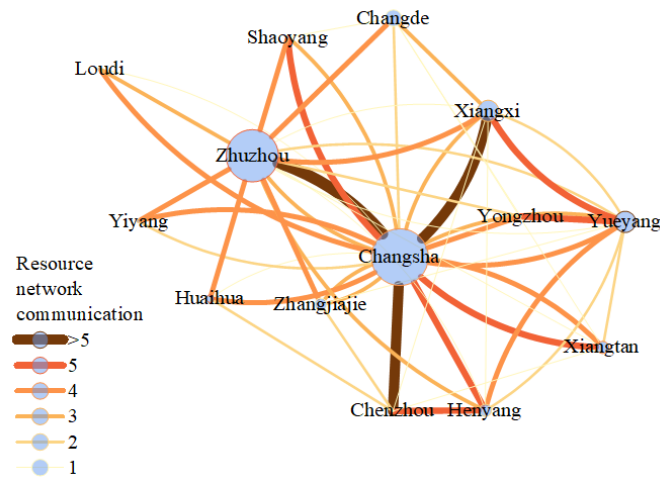 Changde
Shaoyang
Loudi
Xiangxi
Zhuzhou
Yiyang
Yongzhou
Yueyang
Changsha
Huaihua
Zhangjiajie
Xiangtan
Chenzhou
Henyang
Resource
network
communication
>5
5
4
3
2
1